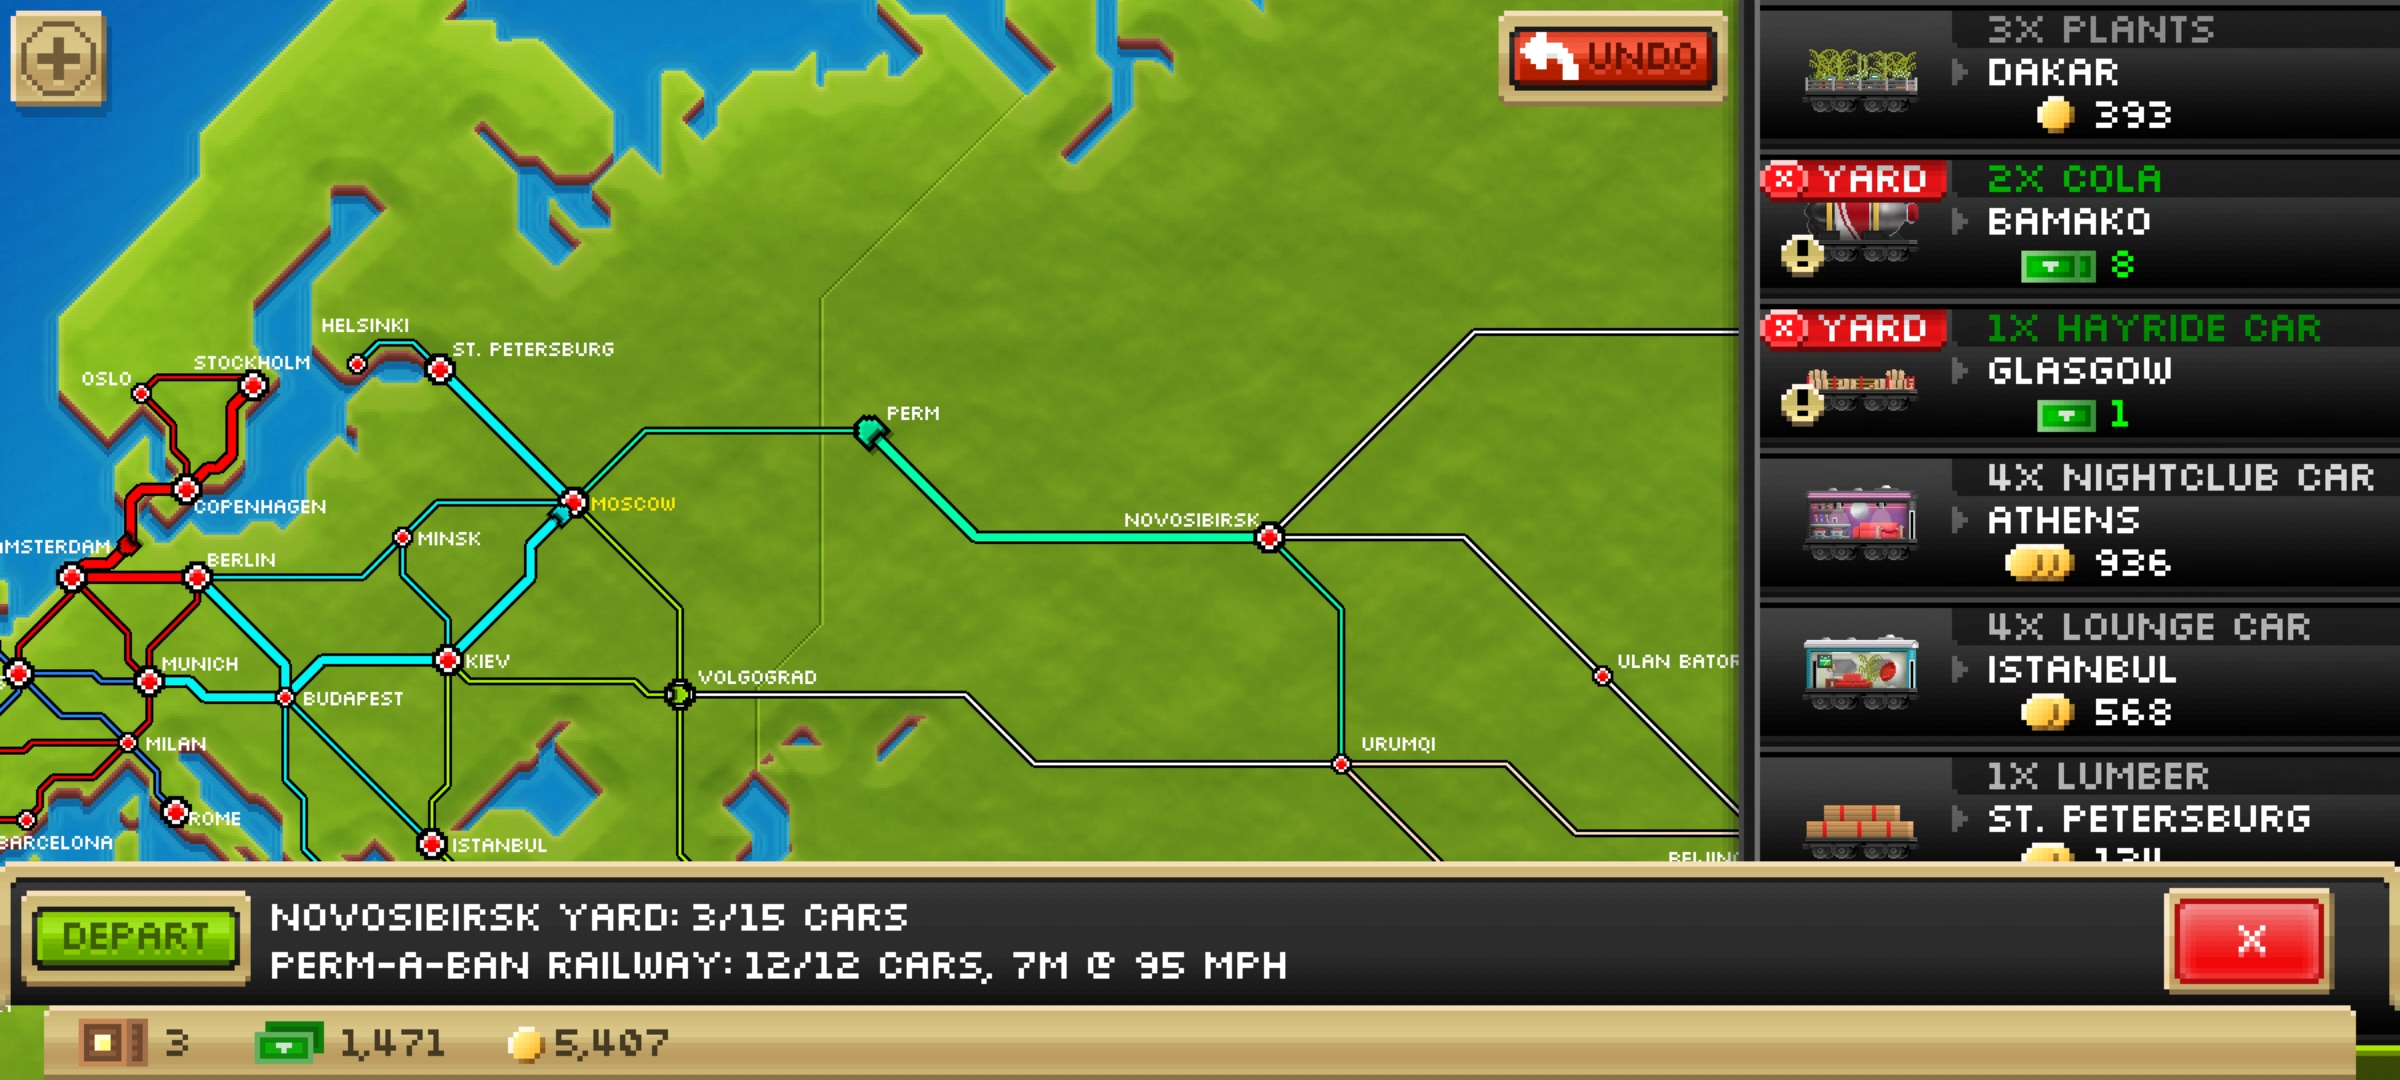 UNDO
HELSINKI
ST. PETERSBURG
STOCKHOLM
OSLO
PERM
COPENHAGEN
MOSCOW
NOVOSIBIRSK
MINSK
BERLIN
MUNICH
KIEV
ULAN BATOR
VOLGOGRAD
BUDAPEST
MILAN
URUMQI
ROME
BARCELONA
ISTANBUL
3X PLANTS
DAKAR
393
YARD
2X COLA
BAMAKO
8
YARD
1X HAYRIDE CAR
GLASGOW
1
4X NIGHTCLUB CAR
ATHENS
936
4X LOUNGE CAR
ISTANBUL
568
1X LUMBER
ST. PETERSBURG
DEPART
NOVOSIBIRSK YARD: 3/15 CARS
PERM-A-BAN RAILWAY: 12/12 CARS, 7M @ 95 MPH
X
3
1,471
5,407